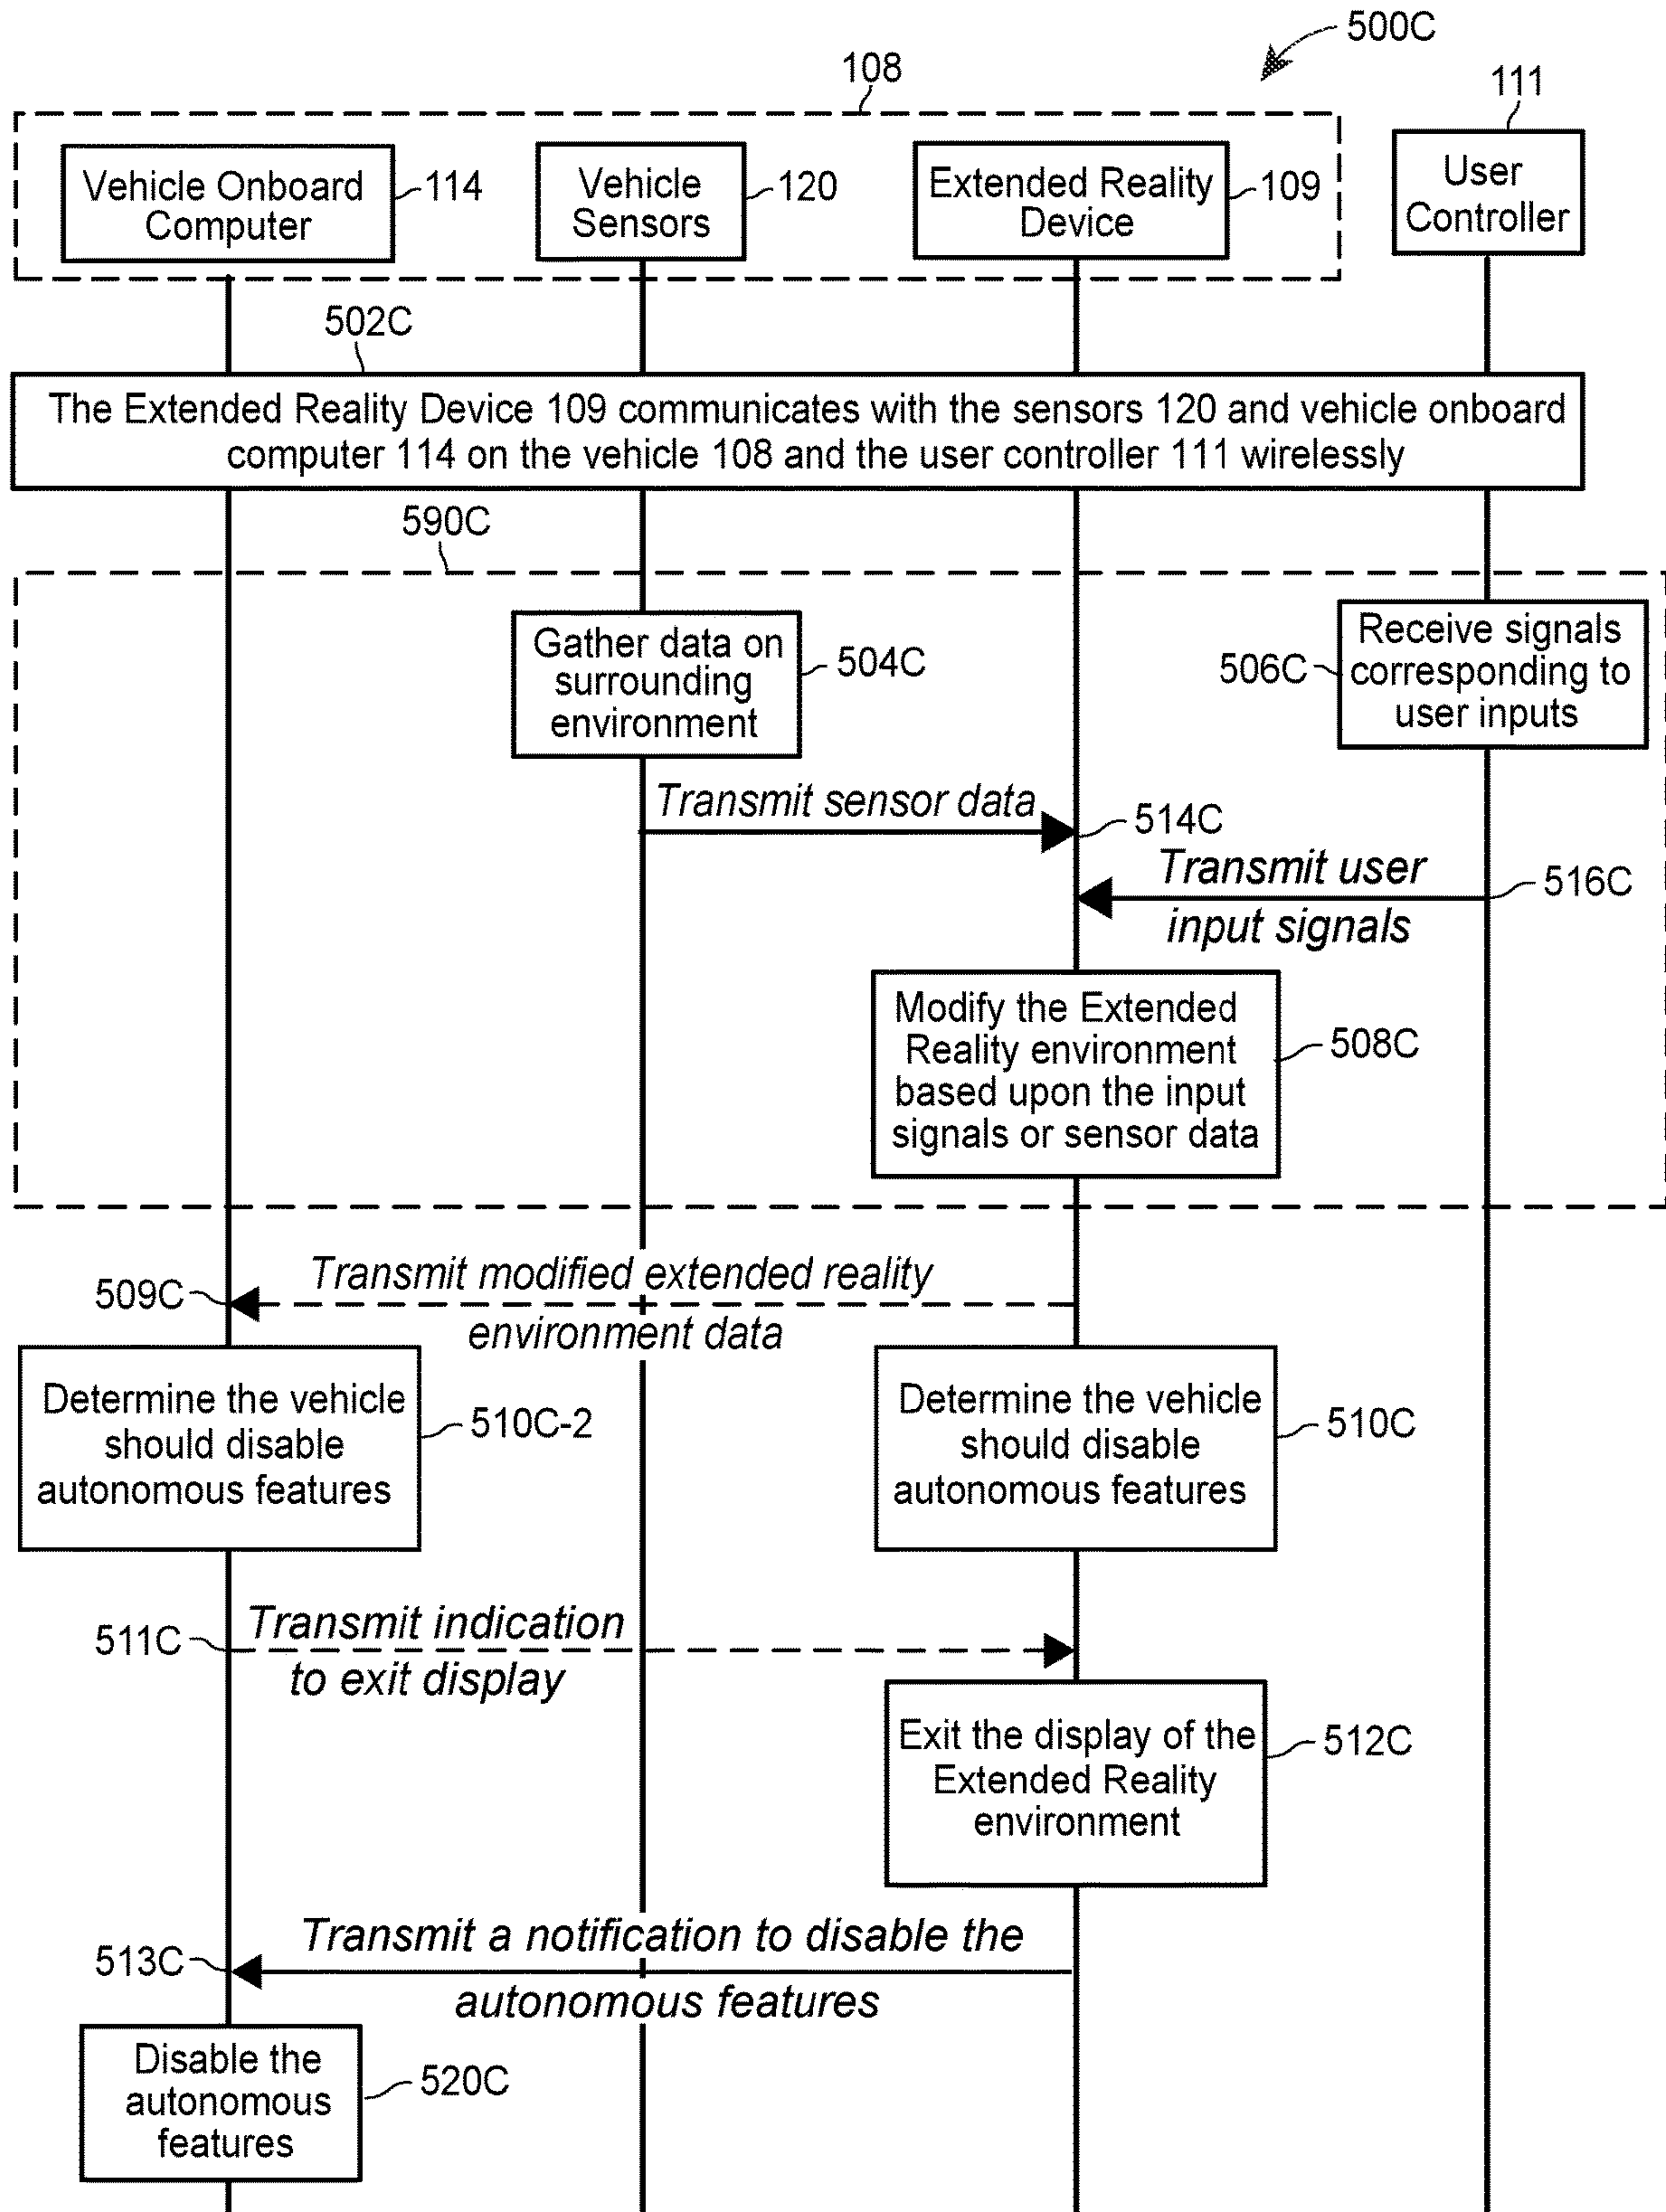 500C
108
111
Vehicle Onboard
Computer
114
Vehicle
Sensors
120
Extended Reality
Device
109
User
Controller
502C
The Extended Reality Device 109 communicates with the sensors 120 and vehicle onboard
computer 114 on the vehicle 108 and the user controller 111 wirelessly
590C
Gather data on
surrounding
environment
504C
506C
Receive signals
corresponding to
user inputs
Transmit sensor data
514C
Transmit user
input signals
516C
Modify the Extended
Reality environment
based upon the input
signals or sensor data
508C
509C
Transmit modified extended reality
environment data
Determine the vehicle
should disable
autonomous features
510C-2
Determine the vehicle
should disable
autonomous features
510C
511C
Transmit indication
to exit display
Exit the display of the
Extended Reality
environment
512C
513C
Transmit a notification to disable the
autonomous features
Disable the
autonomous
features
520C